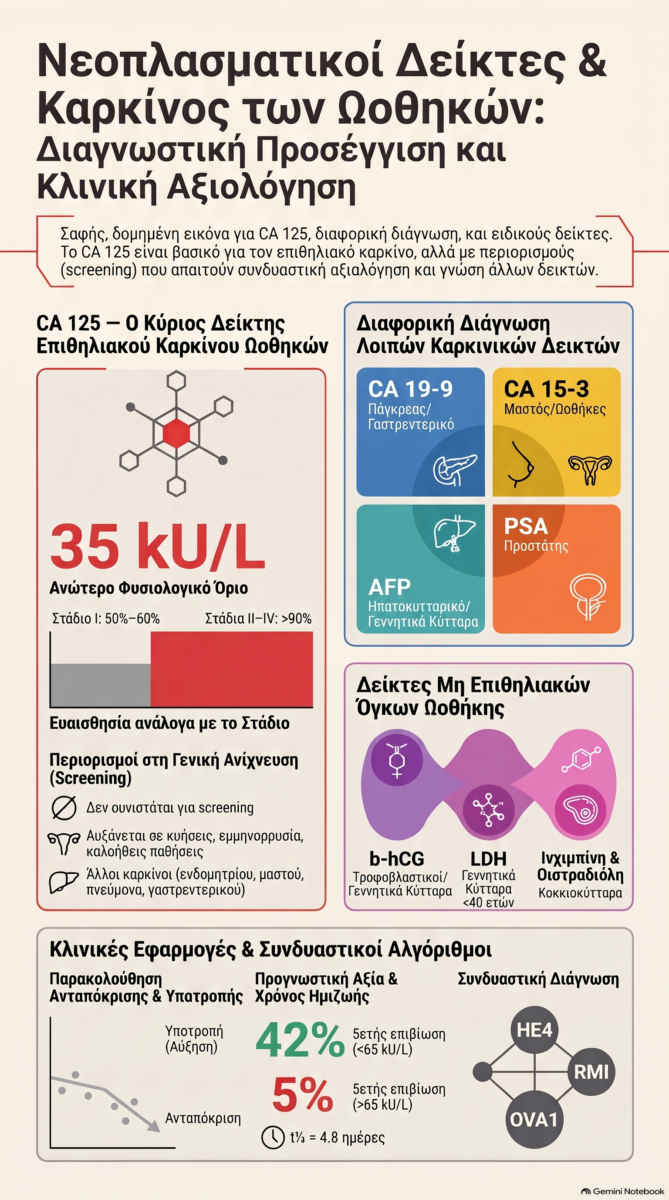 Νεοπλασματικοί Δείκτες &
Καρκίνος των Ωοθηκών:
Διαγνωστική Προσέγγιση και
Κλινική Αξιολόγηση
Σαφής, δομημένη εικόνα για CA 125, διαφορική διάγνωση, και ειδικούς δείκτες.
Το CA 125 είναι βασικό για τον επιθηλιακό καρκίνο, αλλά με περιορισμούς
(screening) που απαιτούν συνδυαστική αξιολόγηση και γνώση άλλων δεικτών.
CA 125 — Ο Κύριος Δείκτης
Επιθηλιακού Καρκίνου Ωοθηκών
35 kU/L
Ανώτερο Φυσιολογικό Όριο
Στάδιο I: 50%–60%
Στάδια II–IV: >90%
Ευαισθησία ανάλογα με το Στάδιο
Περιορισμοί στη Γενική Ανίχνευση
(Screening)
Δεν ουνιστάται για screening
Αυξάνεται σε κυήσεις, εμμηνορρυσία,
καλοήθεις παθήσεις
Άλλοι καρκίνοι (ενδομητρίου, μαστού,
πνεύμονα, γαστρεντερικού)
Διαφορική Διάγνωση
Λοιπών Καρκινικών Δεικτών
CA 19-9
Πάγκρεας/
Γαστρεντερικό
CA 15-3
Μαστός/Ωοθήκες
AFP
Ηπατοκυτταρικό/
Γεννητικά Κύτταρα
PSA
Προστάτης
Δείκτες Μη Επιθηλιακών
Όγκων Ωοθήκης
b-hCG
Τροφοβλαστικοί/
Γεννητικά Κύτταρα
LDH
Γεννητικά
Κύτταρα
<40 ετών
Ινχιμπίνη &
Οιστραδιόλη
Κοκκιοκύτταρα
Κλινικές Εφαρμογές & Συνδυαστικοί Αλγόριθμοι
Παρακολούθηση
Ανταπόκρισης & Υποτροπής
Υποτροπή
(Αύξηση)
Ανταπόκριση
Προγνωστική Αξία &
Χρόνος Ημιζωής
42%
5ετής επιβίωση
(<65 kU/L)
5%
5ετής επιβίωση
(>65 kU/L)
= 4.8 ημέρες
Συνδυαστική Διάγνωση
HE4
RMI
OVA1
Gemini Notebook